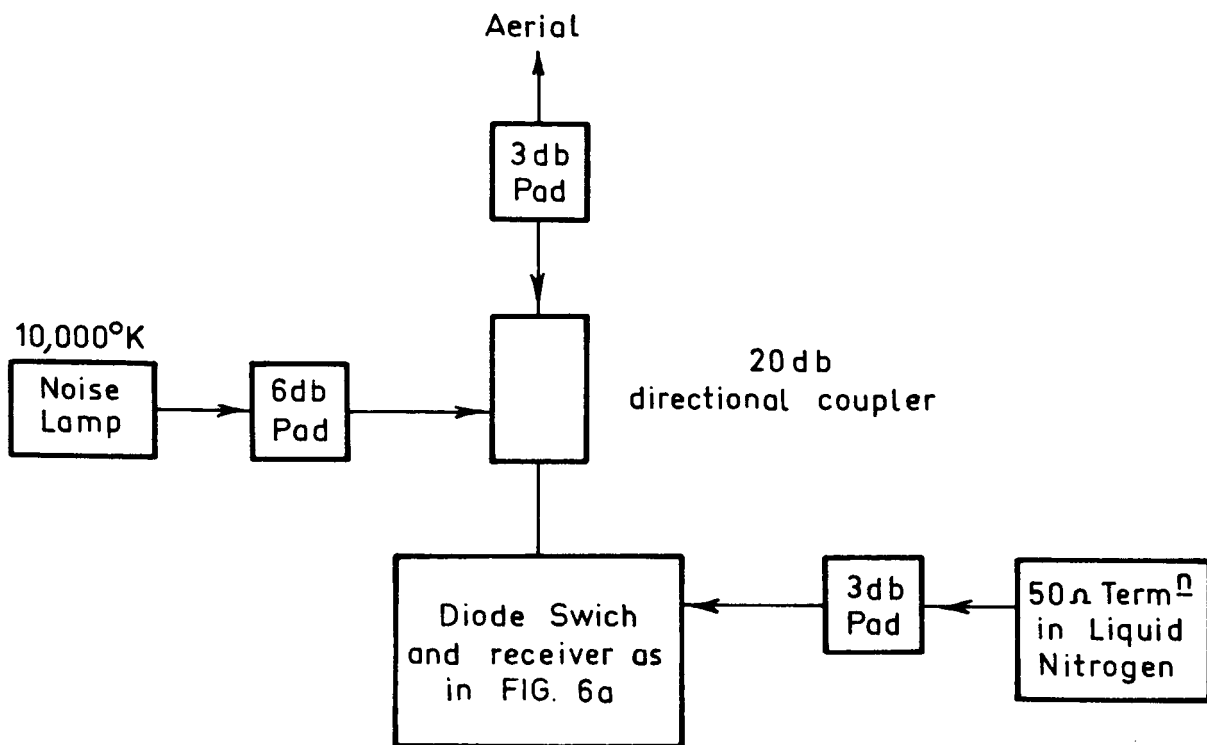 Aerial
3db
Pad
10,000°K
Noise
Lamp
6db
Pad
20db
directional coupler
Diode Swich
and receiver as
in FIG. 6a
3db
Pad
50Ω Termn
in Liquid
Nitrogen